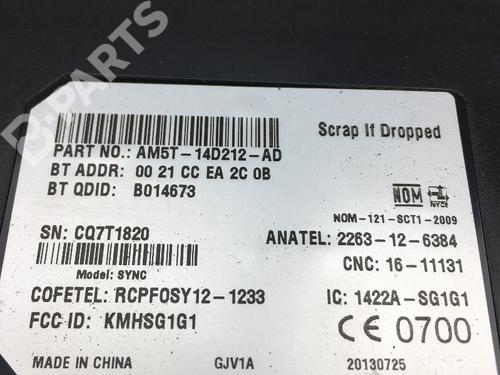 B-PARTS
Scrap If Dropped
PART NO.: AM5T-14D212-AD
BT ADDR: 00 21 CC EA 2C 0B
BT QDID: B014673
NOM
NYCE
NOM-121-SCT1-2009
SN: CQ7T1820
ANATEL: 2263-12-6384
Model: SYNC
CNC: 16-11131
COFETEL: RCPFOSY12-1233
IC: 1422A-SG1G1
FCC ID: KMHSG1G1
CE 0700
MADE IN CHINA
GJV1A
20130725